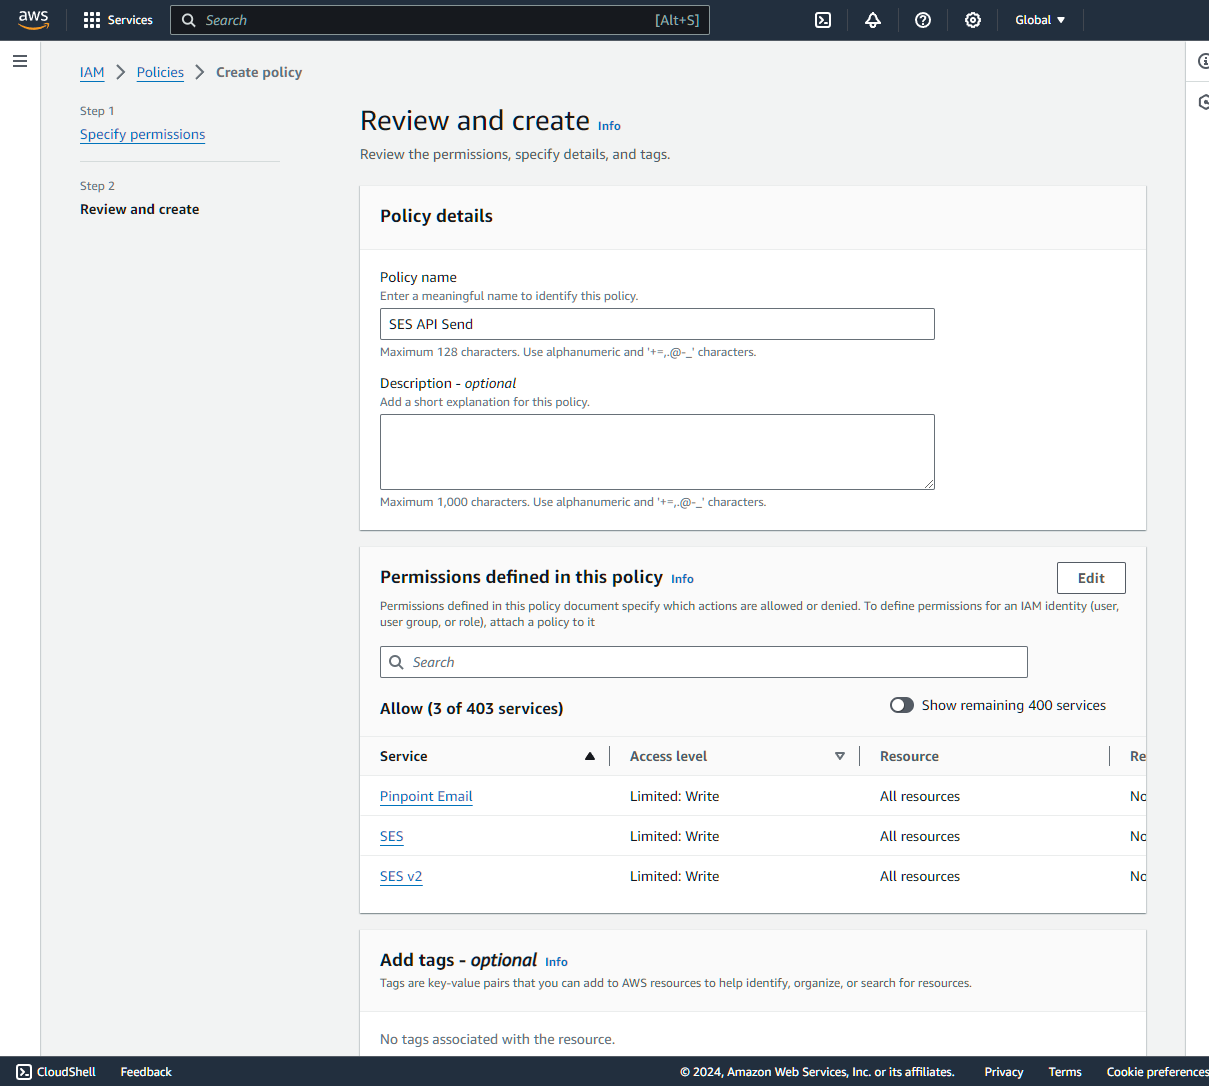 aws
Services
Search
[Alt+S]
Global
IAM
Policies
Create policy
Step 1
Specify permissions
Step 2
Review and create
Review and create Info
Review the permissions, specify details, and tags.
Policy details
Policy name
Enter a meaningful name to identify this policy.
SES API Send
Maximum 128 characters. Use alphanumeric and '+=,.@-_' characters.
Description - optional
Add a short explanation for this policy.
Maximum 1,000 characters. Use alphanumeric and '+=,.@-_' characters.
Permissions defined in this policy Info
Edit
Permissions defined in this policy document specify which actions are allowed or denied. To define permissions for an IAM identity (user,
user group, or role), attach a policy to it
Search
Allow (3 of 403 services)
Show remaining 400 services
Service Access level Resource Re
Pinpoint Email Limited: Write All resources No
SES Limited: Write All resources No
SES v2 Limited: Write All resources No
Add tags - optional Info
Tags are key-value pairs that you can add to AWS resources to help identify, organize, or search for resources.
No tags associated with the resource.
CloudShell Feedback © 2024, Amazon Web Services, Inc. or its affiliates. Privacy Terms Cookie preferences